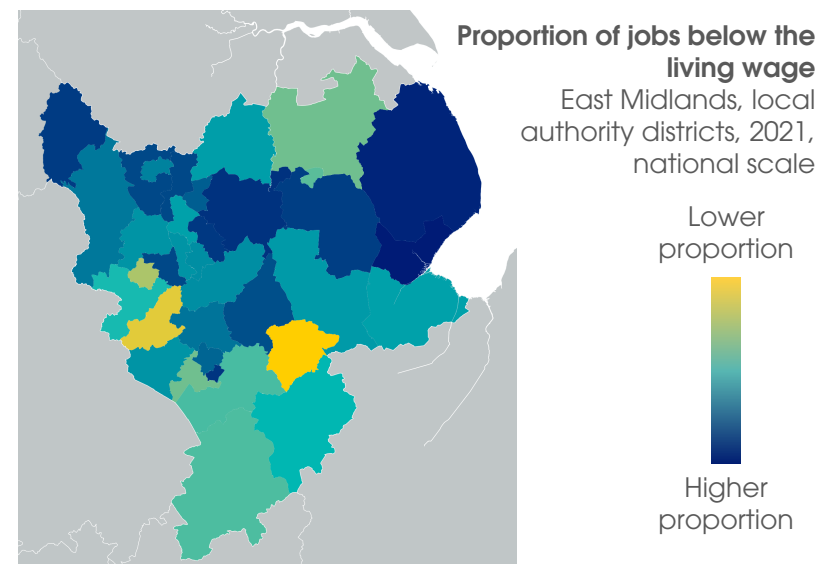 Proportion of jobs below the
living wage
East Midlands, local
authority districts, 2021,
national scale
Lower
proportion
Higher
proportion